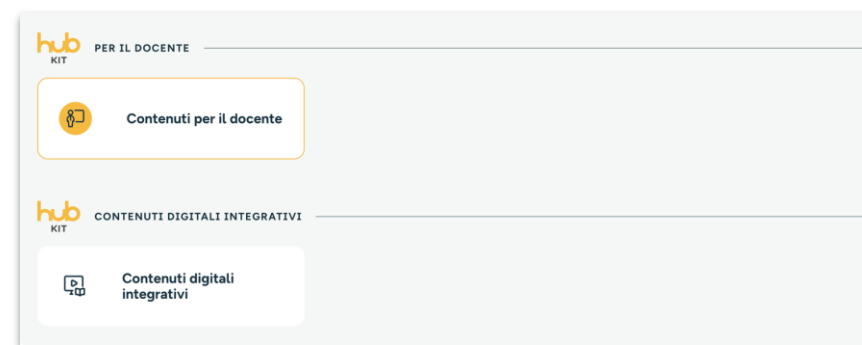 hub
KIT
PER IL DOCENTE
Contenuti per il docente
hub
KIT
CONTENUTI DIGITALI INTEGRATIVI
Contenuti digitali
integrativi